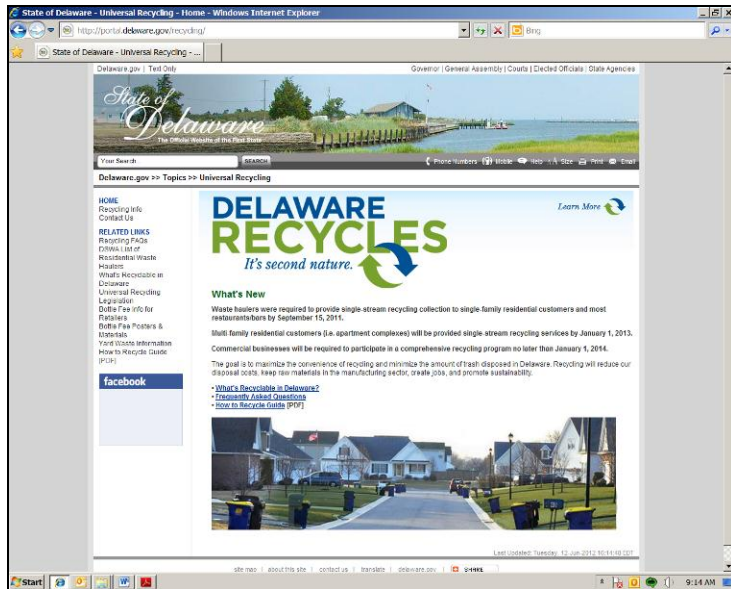 State of Delaware - Universal Recycling - Home - Windows Internet Explorer
http://portal.delaware.gov/recycling/
Bing
State of Delaware - Universal Recycling - ...
Delaware.gov | Text Only
Governor | General Assembly | Courts | Elected Officials | State Agencies
State of
Delaware
The Official Website of the First State
Your Search
SEARCH
Phone Numbers Mobile Help Size Print Email
Delaware.gov >> Topics >> Universal Recycling
HOME
Recycling Info
Contact Us
RELATED LINKS
Recycling FAQs
DSWA List of
Residential Waste
Haulers
What's Recyclable in
Delaware
Universal Recycling
Legislation
Bottle Fee Info for
Retailers
Bottle Fee Posters &
Materials
Yard Waste Information
How to Recycle Guide
[PDF]
facebook
DELAWARE
RECYCLES
It's second nature.
Learn More
What's New
Waste haulers were required to provide single-stream recycling collection to single-family residential customers and most
restaurants/bars by September 15, 2011.
Multi family residential customers (i.e. apartment complexes) will be provided single-stream recycling services by January 1, 2013.
Commercial businesses will be required to participate in a comprehensive recycling program no later than January 1, 2014.
The goal is to maximize the convenience of recycling and minimize the amount of trash disposed in Delaware. Recycling will reduce our
disposal costs, keep raw materials in the manufacturing sector, create jobs, and promote sustainability.
• What's Recyclable in Delaware?
• Frequently Asked Questions
• How to Recycle Guide [PDF]
Last Updated: Tuesday, 12 Jun 2012 10:14:48 CDT
site map | about this site | contact us | translate | delaware.gov | SHARE
Start
9:14 AM